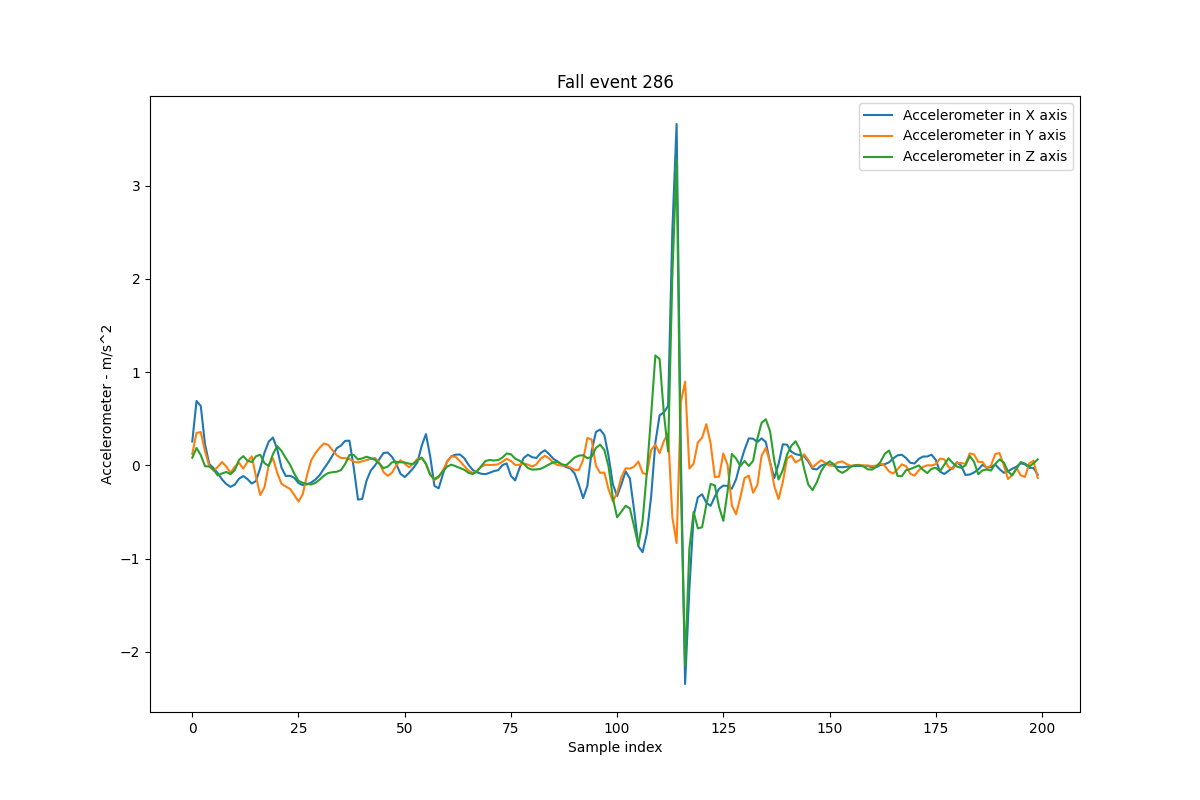 Fall event 286
Accelerometer in X axis
Accelerometer in Y axis
Accelerometer in Z axis
Accelerometer - m/s^2
3
2
1
0
−1
−2
0 25 50 75 100 125 150 175 200
Sample index